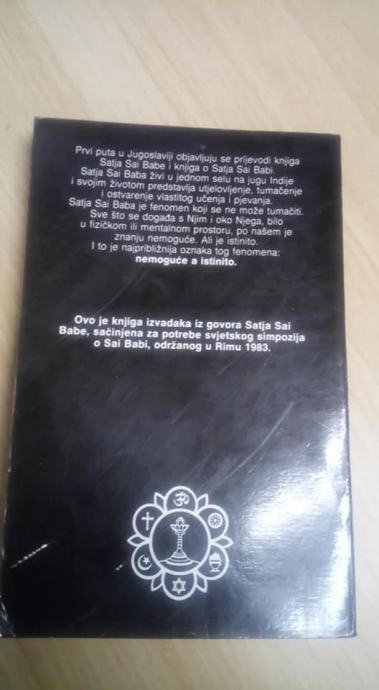 Prvi puta u Jugoslaviji objavljuju se prijevodi knjiga
Satja Sai Babe i knjiga o Satja Sai Babi.
Satja Sai Baba živi u jednom selu na jugu Indije
i svojim životom predstavlja utjelovljenje, tumačenje
i ostvarenje vlastitog učenja i pjevanja.
Satja Sai Baba je fenomen koji se ne može tumačiti.
Sve što se događa s Njim i oko Njega, bilo
u fizičkom ili mentalnom prostoru, po našem je
znanju nemoguće. Ali je istinito.
I to je najpribližnija oznaka tog fenomena:
nemoguće a istinito.
Ovo je knjiga izvadaka iz govora Satja Sai
Babe, sačinjena za potrebe svjetskog simpozija
o Sai Babi, održanog u Rimu 1983.
ॐ